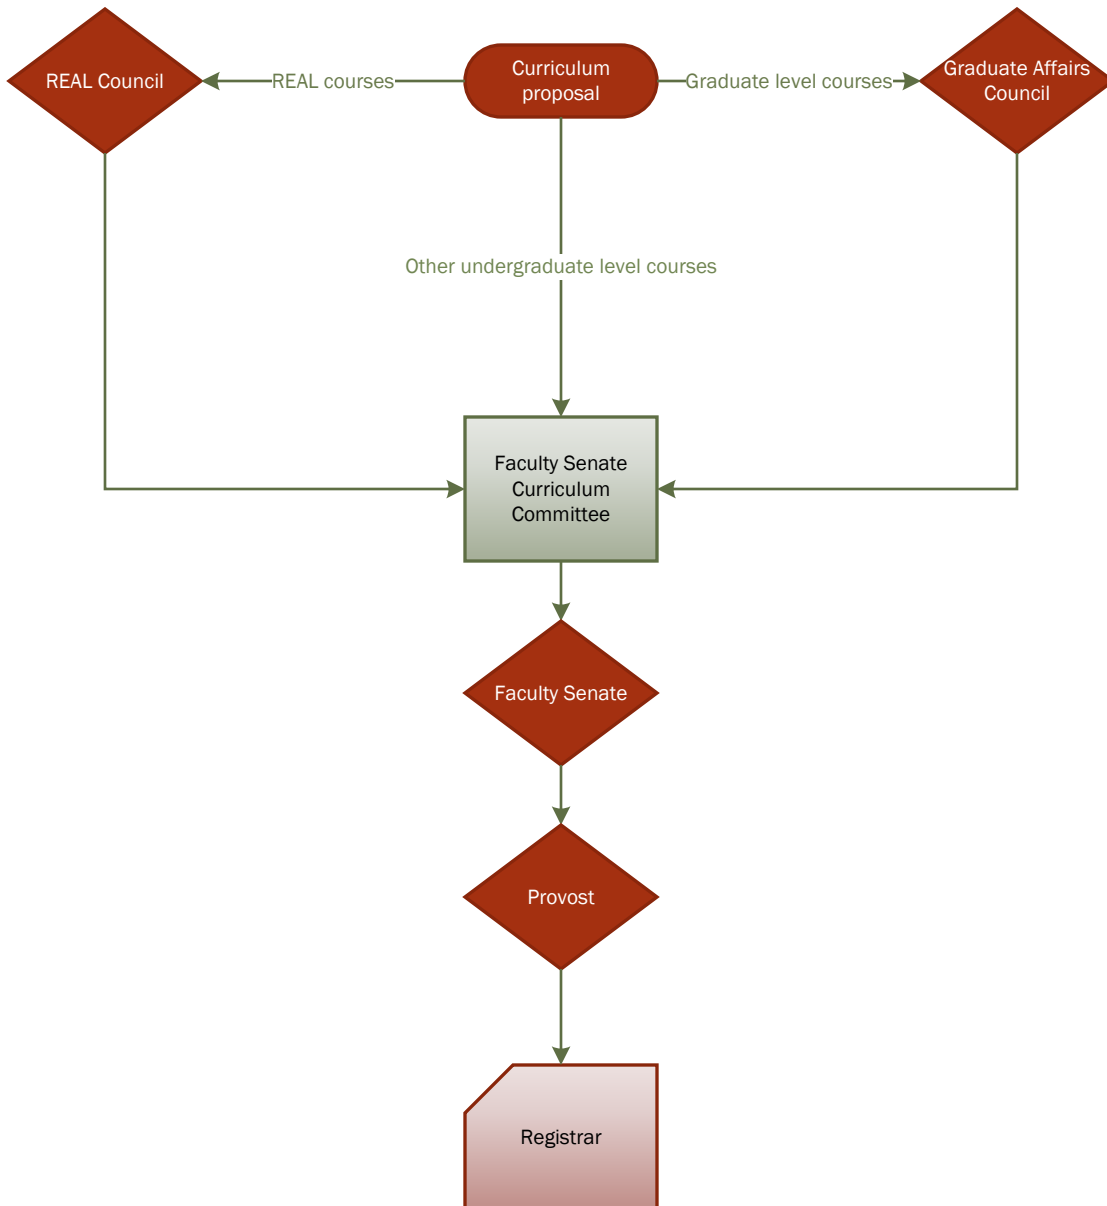 REAL Council
REAL courses
Curriculum
proposal
Graduate level courses
Graduate Affairs
Council
Other undergraduate level courses
Faculty Senate
Curriculum
Committee
Faculty Senate
Provost
Registrar